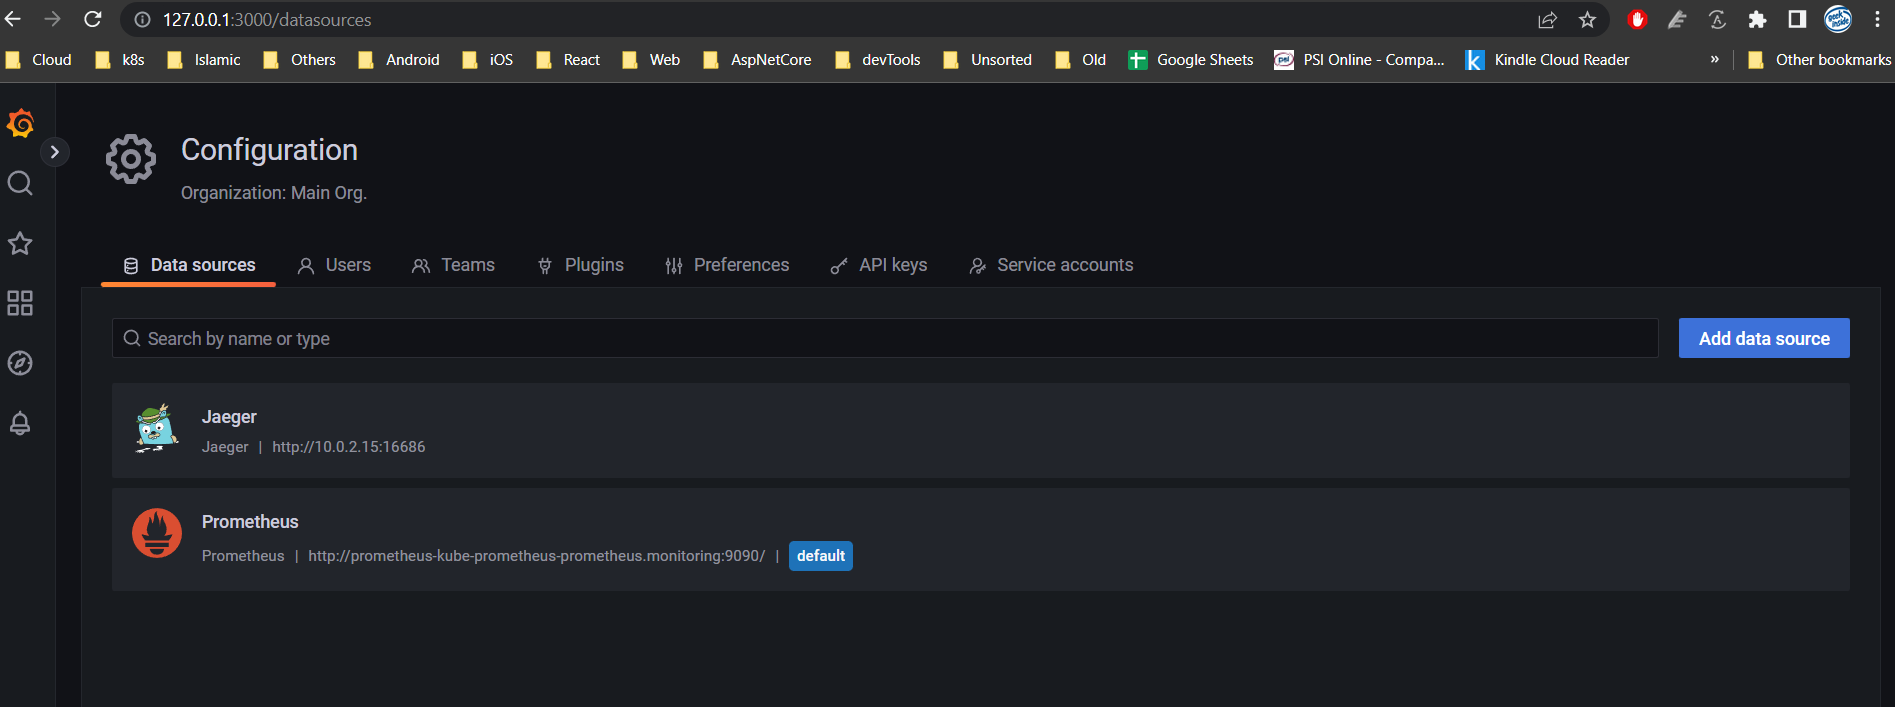 127.0.0.1:3000/datasources
Cloud k8s Islamic Others Android iOS React Web AspNetCore devTools Unsorted Old Google Sheets PSI Online - Compa... Kindle Cloud Reader » Other bookmarks
Configuration
Organization: Main Org.
Data sources Users Teams Plugins Preferences API keys Service accounts
Search by name or type Add data source
Jaeger
Jaeger | http://10.0.2.15:16686
Prometheus
Prometheus | http://prometheus-kube-prometheus-prometheus.monitoring:9090/ | default